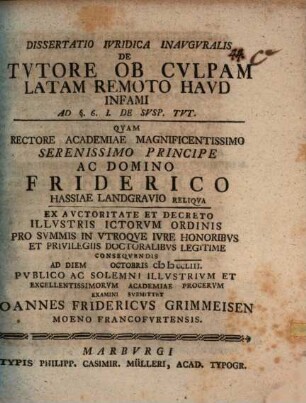 DISSERTATIO IVRIDICA INAVGVRALIS
DE
TVTORE OB CVLPAM
LATAM REMOTO HAVD
INFAMI
AD §. 6. I. DE SVSP. TVT.
QVAM
RECTORE ACADEMIAE MAGNIFICENTISSIMO
SERENISSIMO PRINCIPE
AC DOMINO
FRIDERICO
HASSIAE LANDGRAVIO RELIQVA
EX AVCTORITATE ET DECRETO
ILLVSTRIS ICTORVM ORDINIS
PRO SVMMIS IN VTROQVE IVRE HONORIBVS
ET PRIVILEGIIS DOCTORALIBVS LEGITIME
CONSEQVENDIS
AD DIEM OCTOBRIS
PVBLICO AC SOLEMNI ILLVSTRIVM ET
EXCELLENTISSIMORVM ACADEMIAE PROCERVM
EXAMINI SVBMITTET
IOANNES FRIDERICVS GRIMMEISEN
MOENO FRANCOFVRTENSIS.
MARBVRGI
TYPIS PHILIPP. CASIMIR. MÜLLERI, ACAD. TYPOGR.